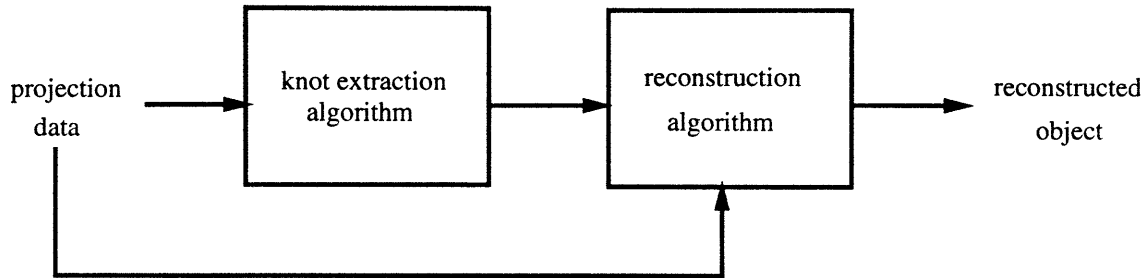 projection
data
knot extraction
algorithm
reconstruction
algorithm
reconstructed
object